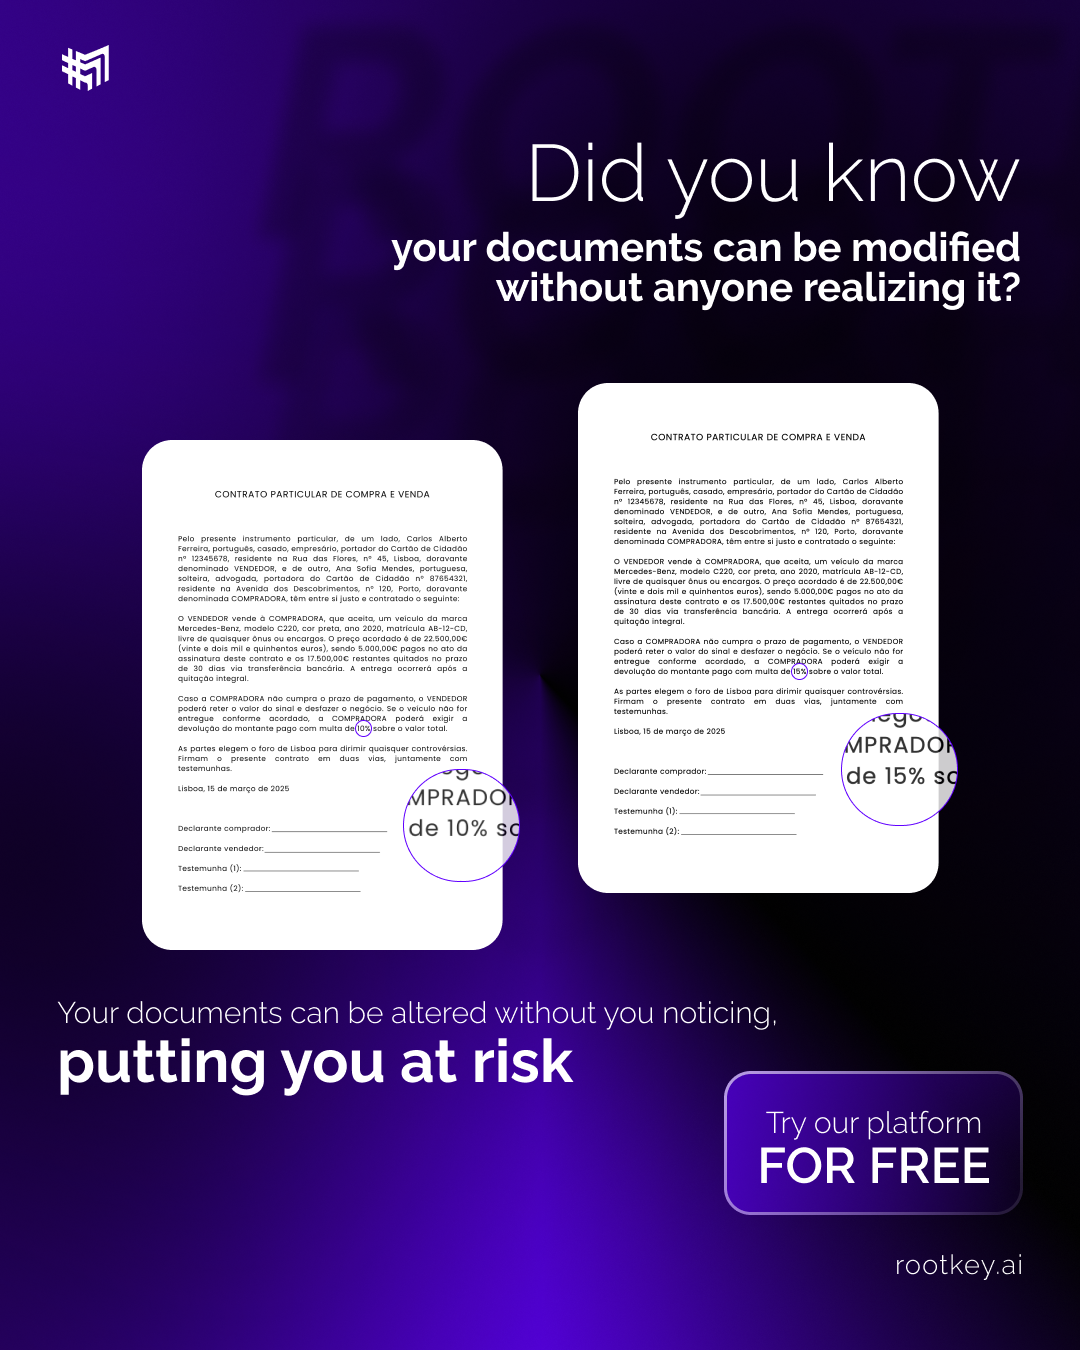 ROOT
Did you know
your documents can be modified
without anyone realizing it?
CONTRATO PARTICULAR DE COMPRA E VENDA
Pelo presente instrumento particular, de um lado, Carlos Alberto
Ferreira, português, casado, empresário, portador do Cartão de Cidadão
nº 12345678, residente na Rua das Flores, nº 45, Lisboa, doravante
denominado VENDEDOR, e de outro, Ana Sofia Mendes, portuguesa,
solteira, advogada, portadora do Cartão de Cidadão nº 87654321,
residente na Avenida dos Descobrimentos, nº 120, Porto, doravante
denominada COMPRADORA, têm entre si justo e contratado o seguinte:
O VENDEDOR vende à COMPRADORA, que aceita, um veículo da marca
Mercedes-Benz, modelo C220, cor preta, ano 2020, matrícula AB-12-CD,
livre de quaisquer ônus ou encargos. O preço acordado é de 22.500,00€
(vinte e dois mil e quinhentos euros), sendo 5.000,00€ pagos no ato da
assinatura deste contrato e os 17.500,00€ restantes quitados no prazo
de 30 dias via transferência bancária. A entrega ocorrerá após a
quitação integral.
Caso a COMPRADORA não cumpra o prazo de pagamento, o VENDEDOR
poderá reter o valor do sinal e desfazer o negócio. Se o veículo não for
entregue conforme acordado, a COMPRADORA poderá exigir a
devolução do montante pago com multa de 10% sobre o valor total.
As partes elegem o foro de Lisboa para dirimir quaisquer controvérsias.
Firmam o presente contrato em duas vias, juntamente com
testemunhas.
Lisboa, 15 de março de 2025
Declarante comprador:
Declarante vendedor:
Testemunha (1):
Testemunha (2):
MPRADOR
de 10% so
CONTRATO PARTICULAR DE COMPRA E VENDA
Pelo presente instrumento particular, de um lado, Carlos Alberto
Ferreira, português, casado, empresário, portador do Cartão de Cidadão
nº 12345678, residente na Rua das Flores, nº 45, Lisboa, doravante
denominado VENDEDOR, e de outro, Ana Sofia Mendes, portuguesa,
solteira, advogada, portadora do Cartão de Cidadão nº 87654321,
residente na Avenida dos Descobrimentos, nº 120, Porto, doravante
denominada COMPRADORA, têm entre si justo e contratado o seguinte:
O VENDEDOR vende à COMPRADORA, que aceita, um veículo da marca
Mercedes-Benz, modelo C220, cor preta, ano 2020, matrícula AB-12-CD,
livre de quaisquer ônus ou encargos. O preço acordado é de 22.500,00€
(vinte e dois mil e quinhentos euros), sendo 5.000,00€ pagos no ato da
assinatura deste contrato e os 17.500,00€ restantes quitados no prazo
de 30 dias via transferência bancária. A entrega ocorrerá após a
quitação integral.
Caso a COMPRADORA não cumpra o prazo de pagamento, o VENDEDOR
poderá reter o valor do sinal e desfazer o negócio. Se o veículo não for
entregue conforme acordado, a COMPRADORA poderá exigir a
devolução do montante pago com multa de 15% sobre o valor total.
As partes elegem o foro de Lisboa para dirimir quaisquer controvérsias.
Firmam o presente contrato em duas vias, juntamente com
testemunhas.
Lisboa, 15 de março de 2025
Declarante comprador:
Declarante vendedor:
Testemunha (1):
Testemunha (2):
MPRADOR
de 15% so
Your documents can be altered without you noticing,
putting you at risk
Try our platform
FOR FREE
rootkey.ai